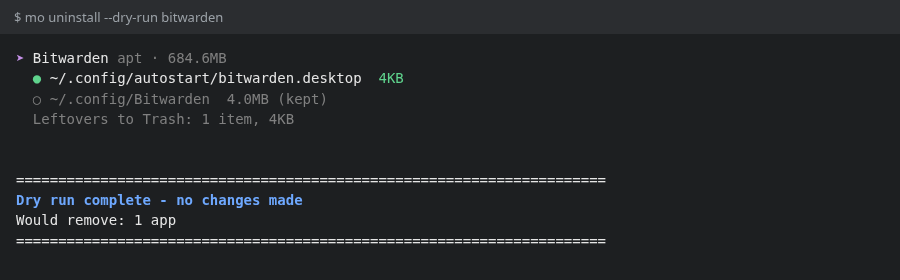 $ mo uninstall --dry-run bitwarden
➤ Bitwarden apt · 684.6MB
● ~/.config/autostart/bitwarden.desktop  4KB
○ ~/.config/Bitwarden  4.0MB (kept)
Leftovers to Trash: 1 item, 4KB
======================================================================
Dry run complete - no changes made
Would remove: 1 app
======================================================================